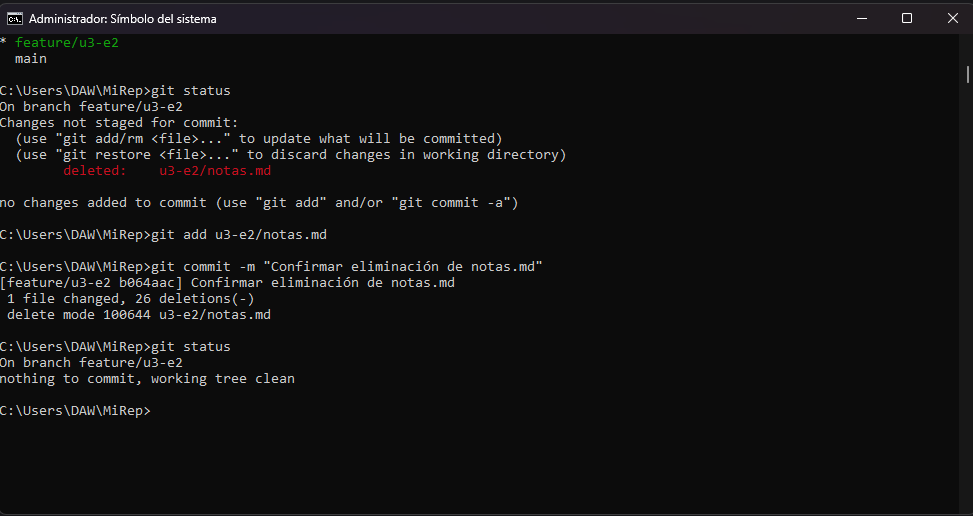 Administrador: Símbolo del sistema
* feature/u3-e2
  main
C:\Users\DAW\MiRep>git status
On branch feature/u3-e2
Changes not staged for commit:
  (use "git add/rm <file>..." to update what will be committed)
  (use "git restore <file>..." to discard changes in working directory)
        deleted:    u3-e2/notas.md
no changes added to commit (use "git add" and/or "git commit -a")
C:\Users\DAW\MiRep>git add u3-e2/notas.md
C:\Users\DAW\MiRep>git commit -m "Confirmar eliminación de notas.md"
[feature/u3-e2 b064aac] Confirmar eliminación de notas.md
 1 file changed, 26 deletions(-)
 delete mode 100644 u3-e2/notas.md
C:\Users\DAW\MiRep>git status
On branch feature/u3-e2
nothing to commit, working tree clean
C:\Users\DAW\MiRep>